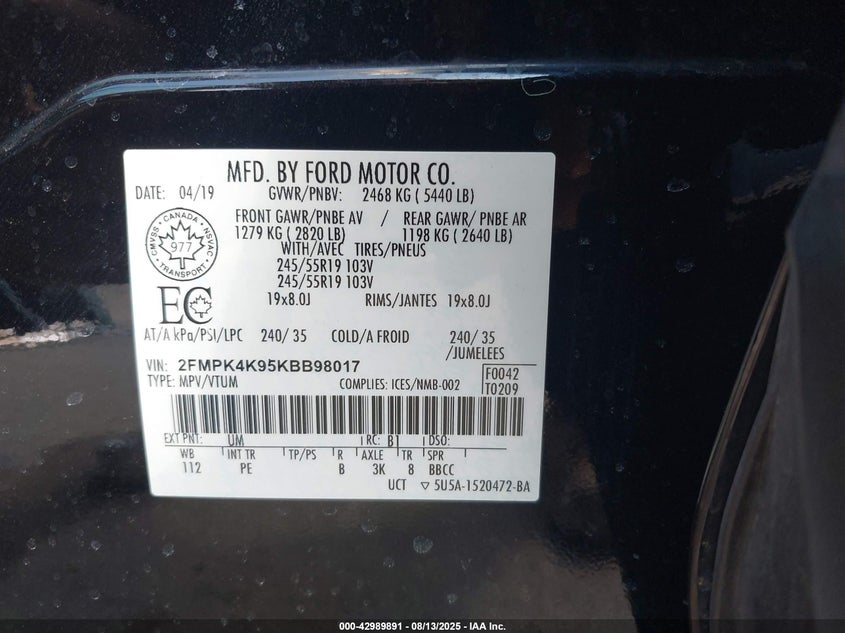 MFD. BY FORD MOTOR CO.
DATE: 04/19 GVWR/PNBV: 2468 KG ( 5440 LB)
FRONT GAWR/PNBE AV / REAR GAWR/ PNBE AR
1279 KG ( 2820 LB) 1198 KG ( 2640 LB)
WITH/AVEC TIRES/PNEUS
245/55R19 103V
245/55R19 103V
19x8.0J RIMS/JANTES 19x8.0J
CANADA
CMVSS NSVAC
977
TRANSPORT
EC
AT/A kPa/PSI/LPC 240/ 35 COLD/A FROID 240/ 35
/JUMELEES
VIN: 2FMPK4K95KBB98017
TYPE: MPV/VTUM COMPLIES: ICES/NMB-002
F0042
T0209
EXT PNT: UM RC: B1 DSO:
WB INT TR TP/PS R AXLE TR SPR
112 PE B 3K 8 BBCC
UCT ▽ 5U5A-1520472-BA
000-42989891 - 08/13/2025 - IAA Inc.